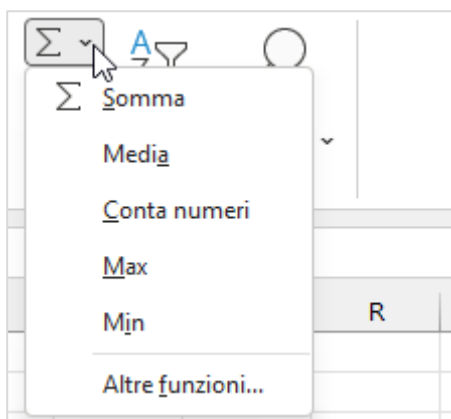 Σ
A
Z
Σ Somma
Media
Conta numeri
Max
Min
R
Altre funzioni...